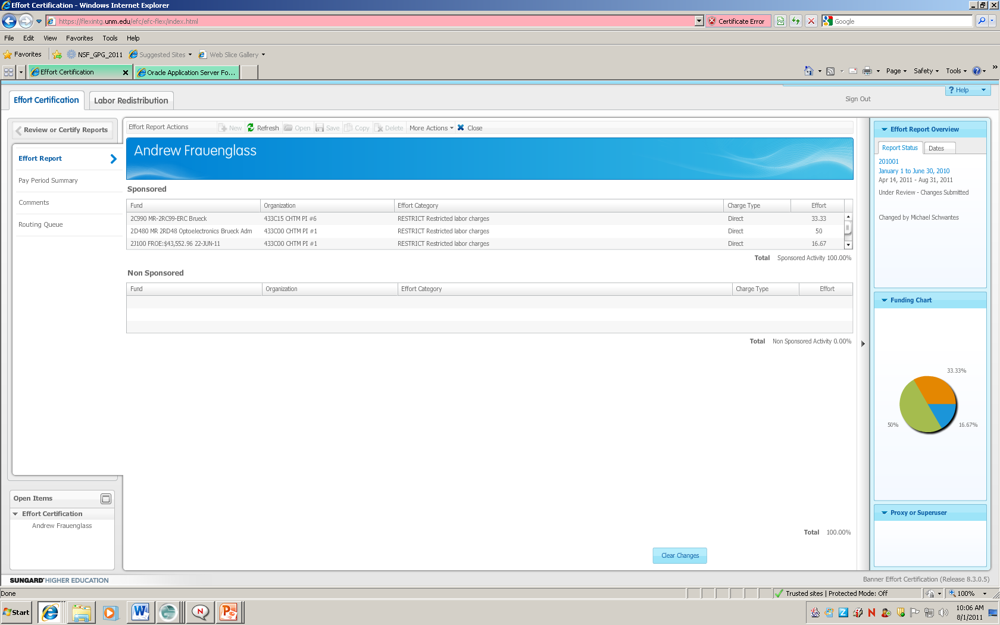 Effort Certification - Windows Internet Explorer
https://flexintg.unm.edu/efc/efc-flex/index.html
Certificate Error
Google
File Edit View Favorites Tools Help
Favorites NSF_GPG_2011 Suggested Sites Web Slice Gallery
Effort Certification Oracle Application Server Fo...
Page Safety Tools
Effort Certification Labor Redistribution
Sign Out
? Help
Review or Certify Reports
Effort Report
Pay Period Summary
Comments
Routing Queue
Effort Report Actions New Refresh Open Save Copy Delete More Actions Close
Andrew Frauenglass
Sponsored
Fund Organization Effort Category Charge Type Effort
2C990 MR-2RC99-ERC Brueck 433C15 CHTM PI #6 RESTRICT Restricted labor charges Direct 33.33
2D480 MR 2RD48 Optoelectronics Brueck Adm 433C00 CHTM PI #1 RESTRICT Restricted labor charges Direct 50
2J100 FROE:$43,552.96 22-JUN-11 433C00 CHTM PI #1 RESTRICT Restricted labor charges Direct 16.67
Total Sponsored Activity 100.00%
Non Sponsored
Fund Organization Effort Category Charge Type Effort
Total Non Sponsored Activity 0.00%
Total 100.00%
Clear Changes
Effort Report Overview
Report Status Dates
201001
January 1 to June 30, 2010
Apr 14, 2011 - Aug 31, 2011
Under Review - Changes Submitted
Changed by Michael Schwantes
Funding Chart
33.33%
50%
16.67%
Proxy or Superuser
Open Items
Effort Certification
Andrew Frauenglass
SUNGARD HIGHER EDUCATION
Banner Effort Certification (Release 8.3.0.5)
Done
Trusted sites | Protected Mode: Off
100%
Start
10:06 AM
8/1/2011